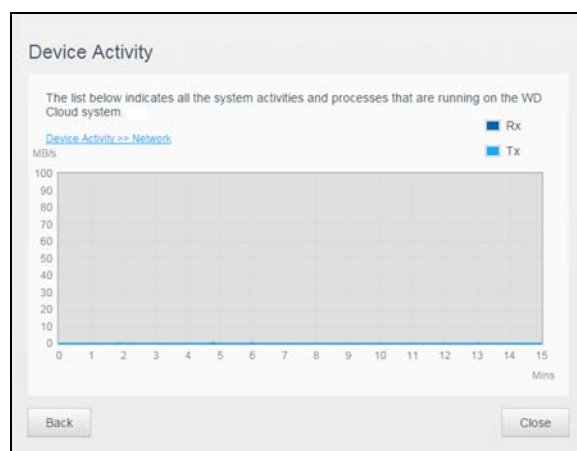 Device Activity
The list below indicates all the system activities and processes that are running on the WD
Cloud system.
Device Activity >> Network
Rx
Tx
MB/s
100
90
80
70
60
50
40
30
20
10
0
0 1 2 3 4 5 6 7 8 9 10 11 12 13 14 15
Mins
Back
Close